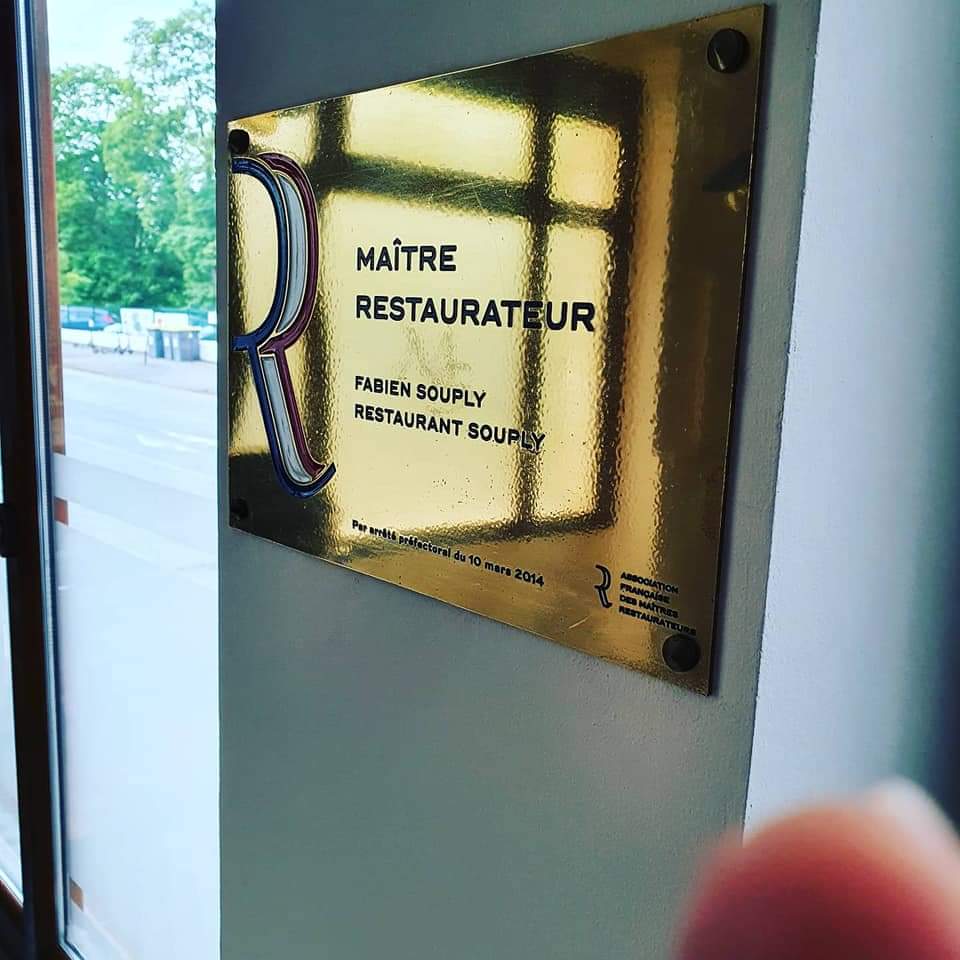 R
MAÎTRE
RESTAURATEUR
FABIEN SOUPLY
RESTAURANT SOUPLY
Par arrêté préfectoral du 10 mars 2014
R
ASSOCIATION
FRANÇAISE
DES MAÎTRES
RESTAURATEURS